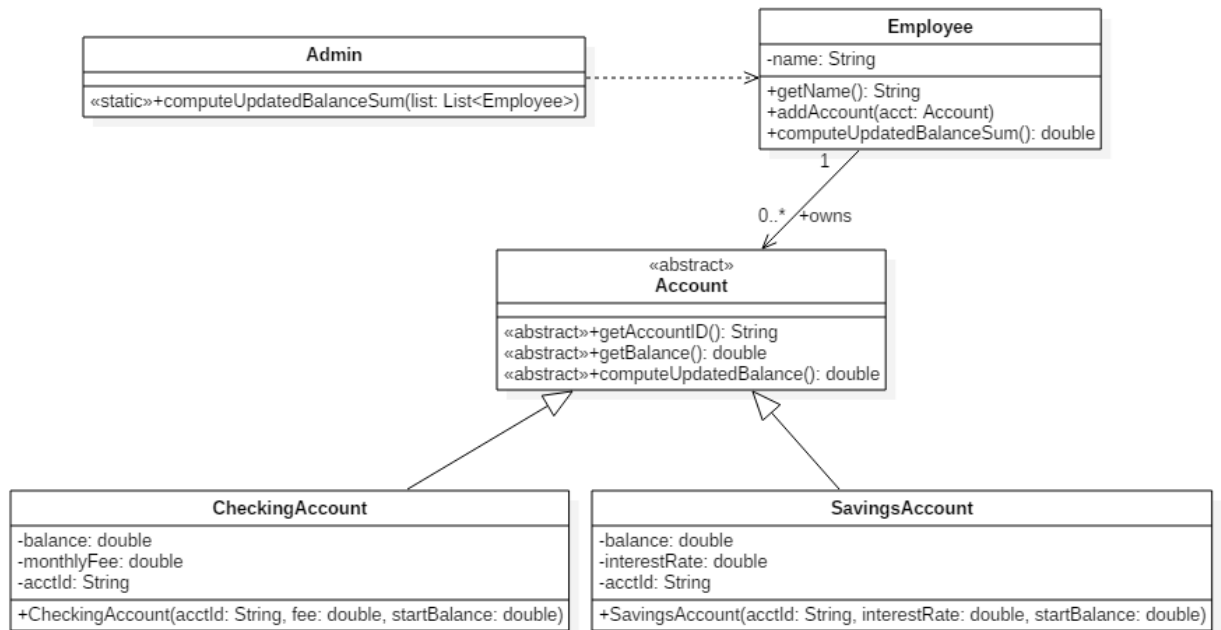 Admin
«static»+computeUpdatedBalanceSum(list: List<Employee>)
Employee
-name: String
+getName(): String
+addAccount(acct: Account)
+computeUpdatedBalanceSum(): double
1
0..* +owns
«abstract»
Account
«abstract»+getAccountID(): String
«abstract»+getBalance(): double
«abstract»+computeUpdatedBalance(): double
CheckingAccount
-balance: double
-monthlyFee: double
-acctId: String
+CheckingAccount(acctId: String, fee: double, startBalance: double)
SavingsAccount
-balance: double
-interestRate: double
-acctId: String
+SavingsAccount(acctId: String, interestRate: double, startBalance: double)